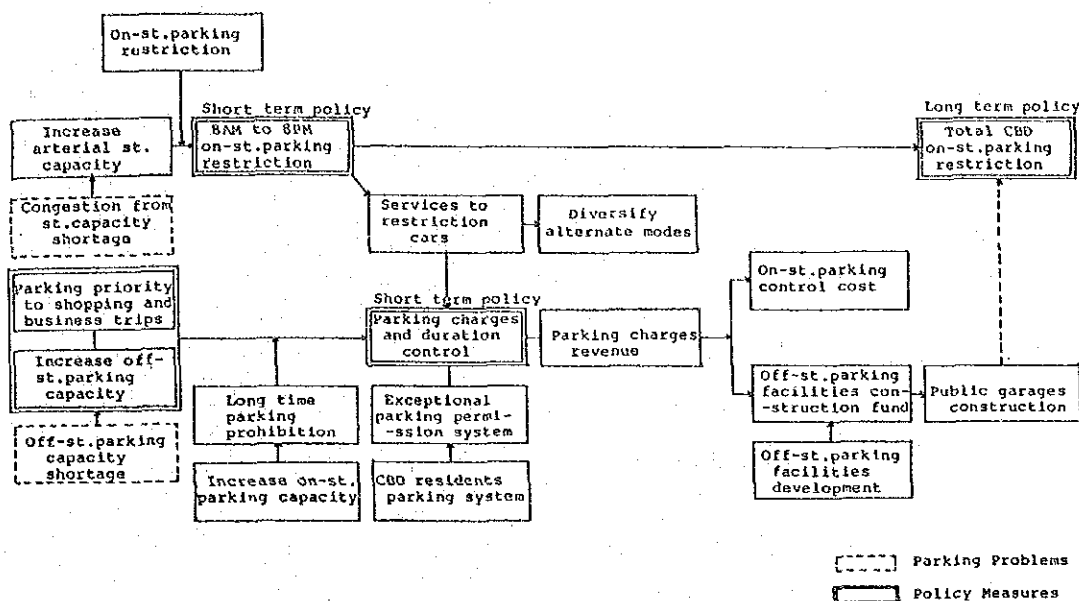 On-st.parking
restriction
Short term policy
Long term policy
Increase
arterial st.
capacity
8AM to 8PM
on-st.parking
restriction
Total CBD
on-st.parking
restriction
Congestion from
st.capacity
shortage
Services to
restriction
cars
Diversify
alternate modes
Parking priority
to shopping and
business trips
On-st.parking
control cost
Short term policy
Parking charges
and duration
control
Parking charges
revenue
Increase off-
st.parking
capacity
Long time
parking
prohibition
Exceptional
parking permi-
-ssion system
Off-st.parking
facilities con-
-struction fund
Public garages
construction
Off-st.parking
capacity
shortage
Increase on-st.
parking capacity
CBD residents
parking system
Off-st.parking
facilities
development
Parking Problems
Policy Measures